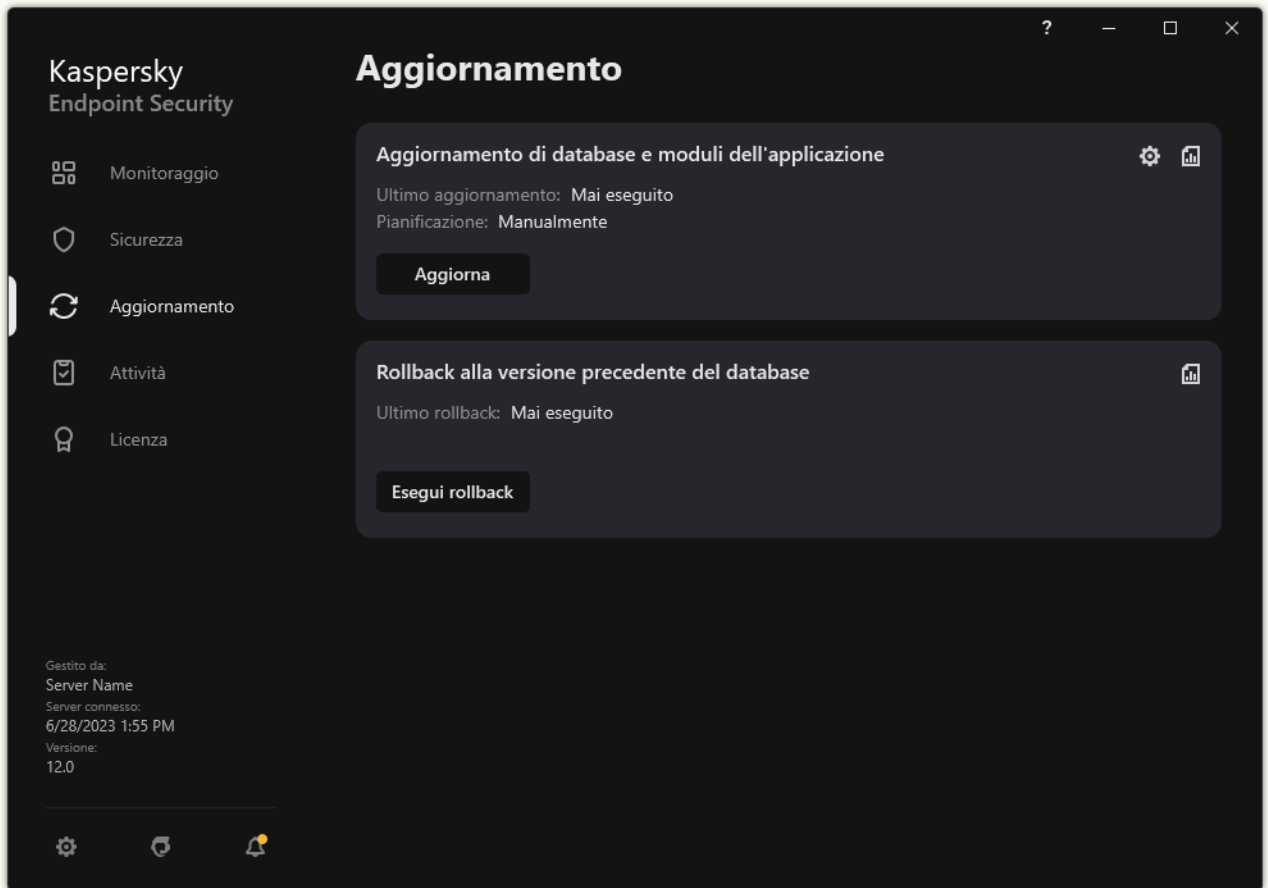 ?
Kaspersky
Endpoint Security
Monitoraggio
Sicurezza
Aggiornamento
Attività
Licenza
Gestito da:
Server Name
Server connesso:
6/28/2023 1:55 PM
Versione:
12.0
Aggiornamento
Aggiornamento di database e moduli dell'applicazione
Ultimo aggiornamento: Mai eseguito
Pianificazione: Manualmente
Aggiorna
Rollback alla versione precedente del database
Ultimo rollback: Mai eseguito
Esegui rollback